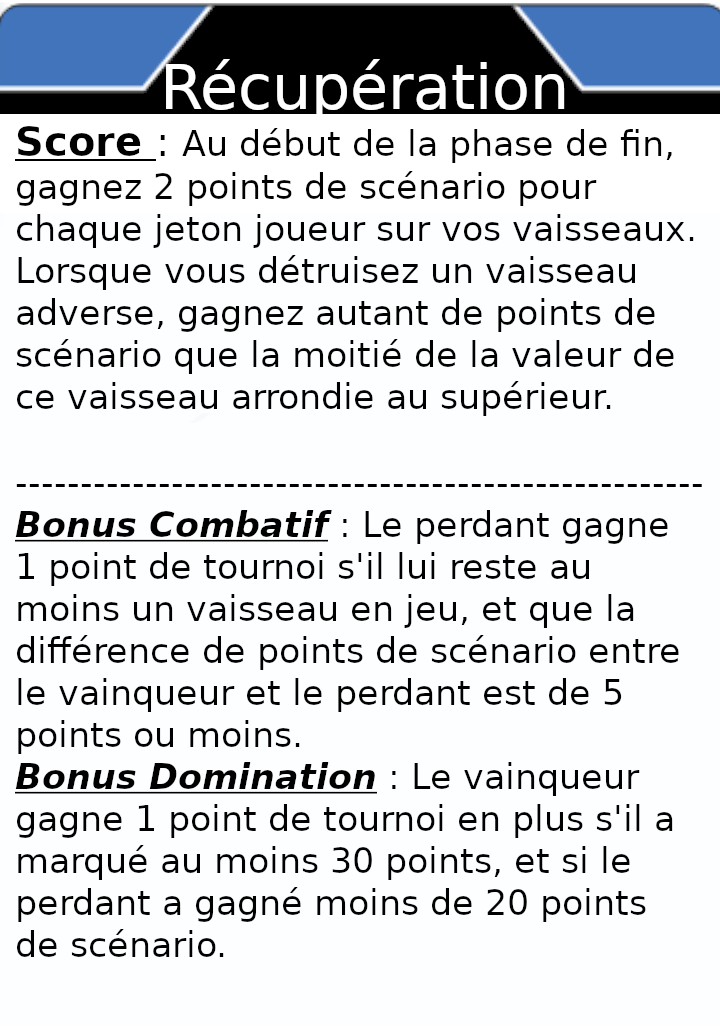 Récupération
Score : Au début de la phase de fin,
gagnez 2 points de scénario pour
chaque jeton joueur sur vos vaisseaux.
Lorsque vous détruisez un vaisseau
adverse, gagnez autant de points de
scénario que la moitié de la valeur de
ce vaisseau arrondie au supérieur.
-----------------------------------------------------
Bonus Combatif : Le perdant gagne
1 point de tournoi s'il lui reste au
moins un vaisseau en jeu, et que la
différence de points de scénario entre
le vainqueur et le perdant est de 5
points ou moins.
Bonus Domination : Le vainqueur
gagne 1 point de tournoi en plus s'il a
marqué au moins 30 points, et si le
perdant a gagné moins de 20 points
de scénario.